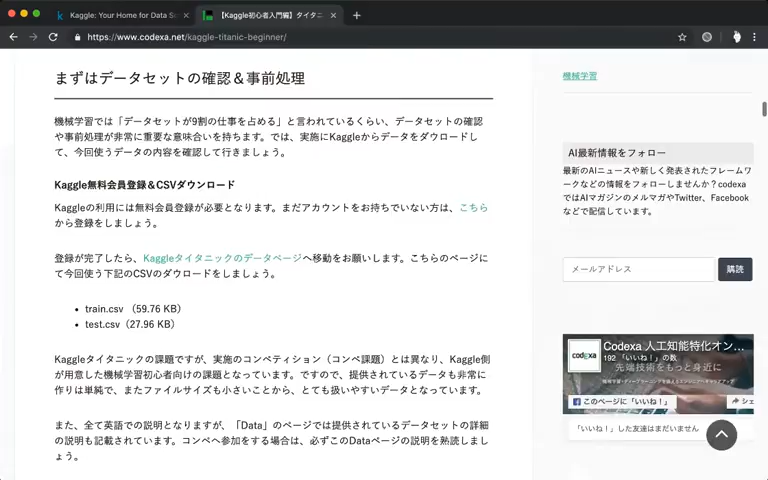 Kaggle: Your Home for Data Sc
【Kaggle初心者入門編】タイタニ
https://www.codexa.net/kaggle-titanic-beginner/
まずはデータセットの確認＆事前処理
機械学習では「データセットが9割の仕事を占める」と言われているくらい、データセットの確認
や事前処理が非常に重要な意味合いを持ちます。では、実施にKaggleからデータをダウロードし
て、今回使うデータの内容を確認して行きましょう。
Kaggle無料会員登録＆CSVダウンロード
Kaggleの利用には無料会員登録が必要となります。まだアカウントをお持ちでない方は、こちら
から登録をしましょう。
登録が完了したら、Kaggleタイタニックのデータページへ移動をお願いします。こちらのページに
て今回使う下記のCSVのダウロードをしましょう。
train.csv （59.76 KB）
test.csv（27.96 KB）
Kaggleタイタニックの課題ですが、実施のコンペティション（コンペ課題）とは異なり、Kaggle側
が用意した機械学習初心者向けの課題となっています。ですので、提供されているデータも非常に
作りは単純で、またファイルサイズも小さいことから、とても扱いやすいデータとなっています。
また、全て英語での説明となりますが、「Data」のページでは提供されているデータセットの詳細
の説明も記載されています。コンペへ参加をする場合は、必ずこのDataページの説明を熟読しまし
ょう。
機械学習
AI最新情報をフォロー
最新のAIニュースや新しく発表されたフレームワ
ークなどの情報をフォローしませんか？codexa
ではAIマガジンのメルマガやTwitter、Facebook
などで配信しています。
メールアドレス
購読
codexa
Codexa 人工知能特化オン...
192 「いいね！」の数
先端技術をもっと身近に
このページに「いいね！」
シェ
「いいね！」した友達はまだいません